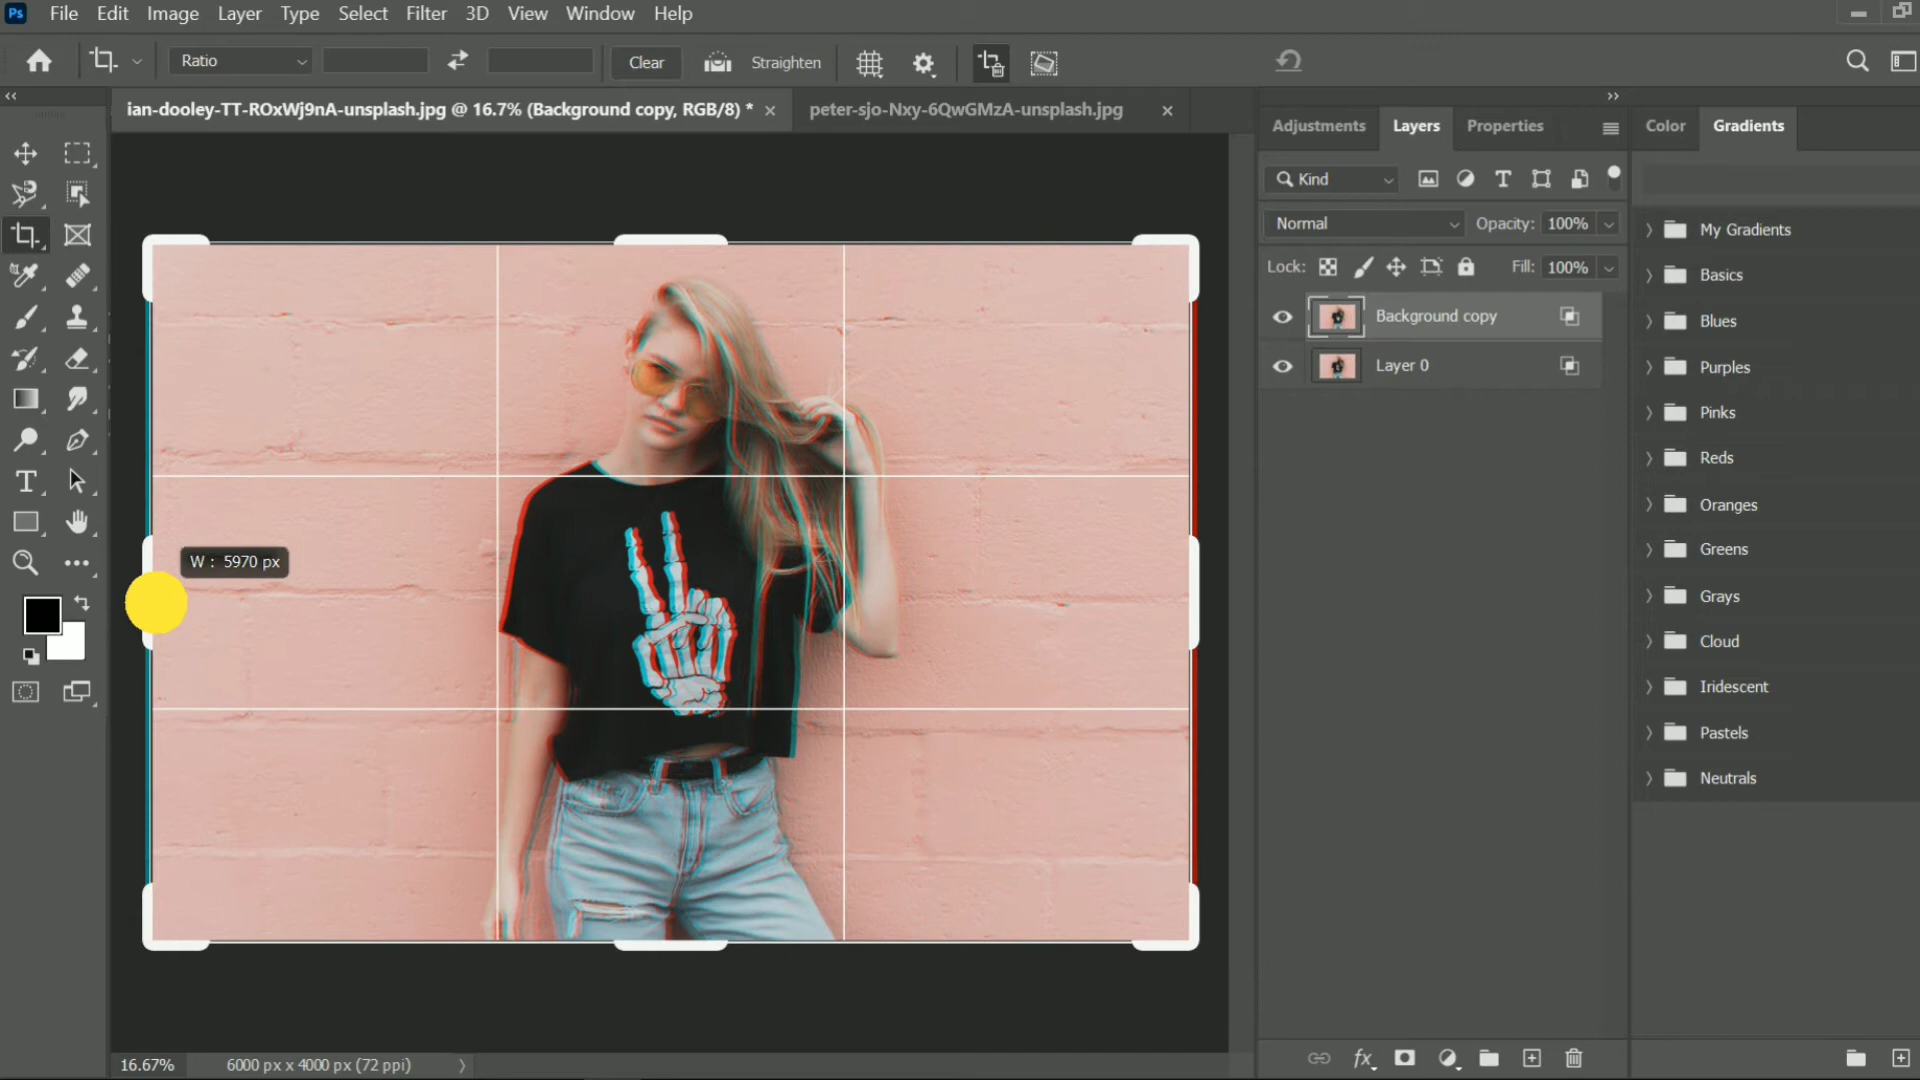 Ps File Edit Image Layer Type Select Filter 3D View Window Help
Ratio Clear Straighten
ian-dooley-TT-ROxWj9nA-unsplash.jpg @ 16.7% (Background copy, RGB/8) * × peter-sjo-Nxy-6QwGMzA-unsplash.jpg ×
Adjustments Layers Properties
Kind
Normal Opacity: 100%
Lock: Fill: 100%
Background copy
Layer 0
Color Gradients
My Gradients
Basics
Blues
Purples
Pinks
Reds
Oranges
Greens
Grays
Cloud
Iridescent
Pastels
Neutrals
W : 5970 px
16.67% 6000 px x 4000 px (72 ppi)
fx